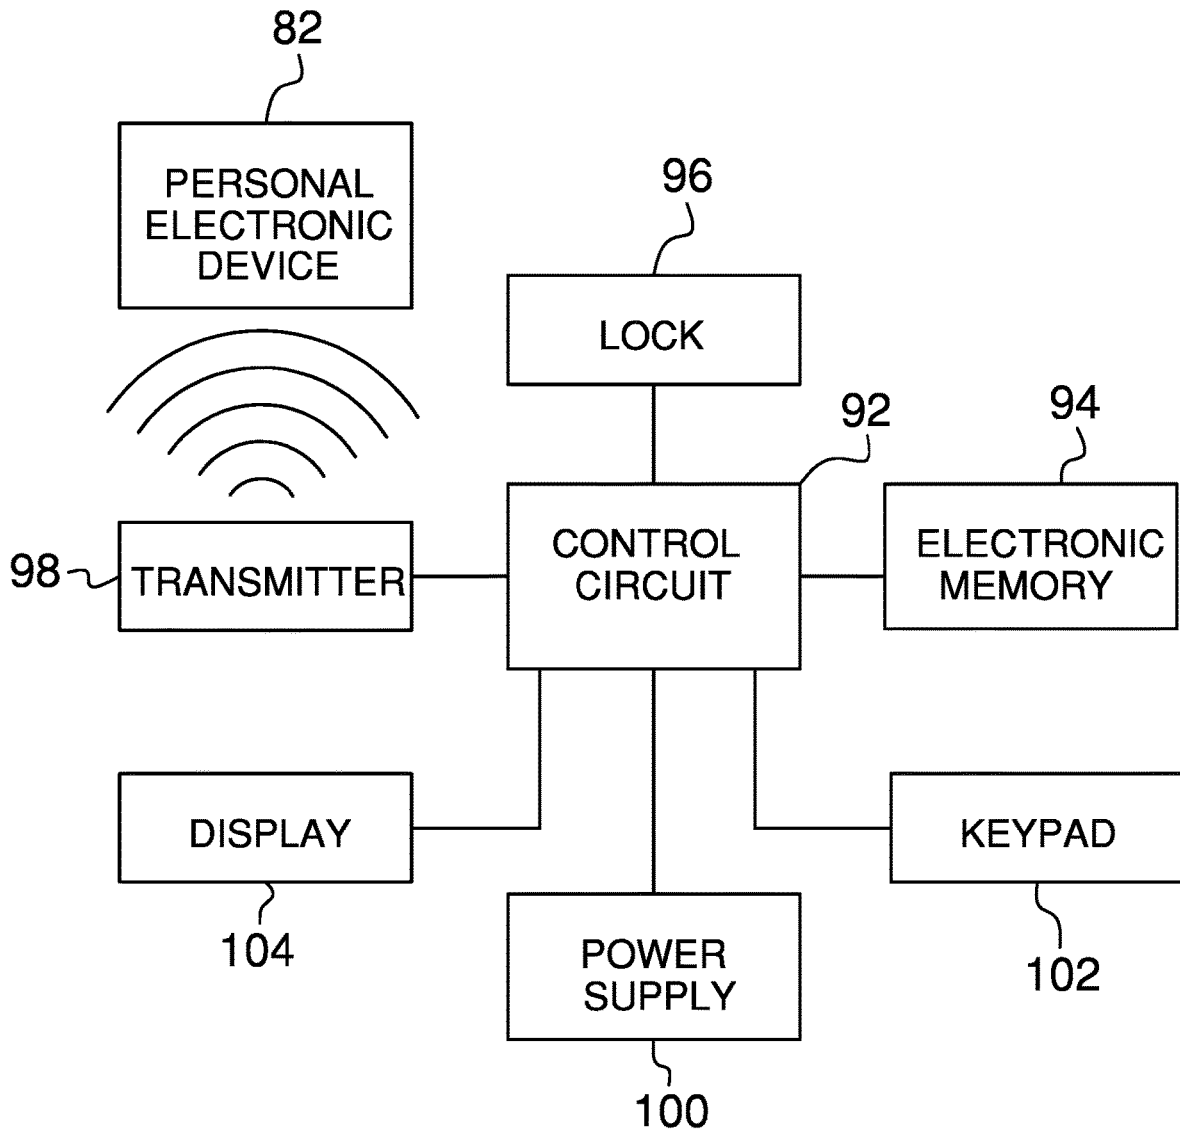 82
PERSONAL
ELECTRONIC
DEVICE
96
LOCK
92
94
CONTROL
CIRCUIT
ELECTRONIC
MEMORY
98
TRANSMITTER
DISPLAY
KEYPAD
104
POWER
SUPPLY
102
100